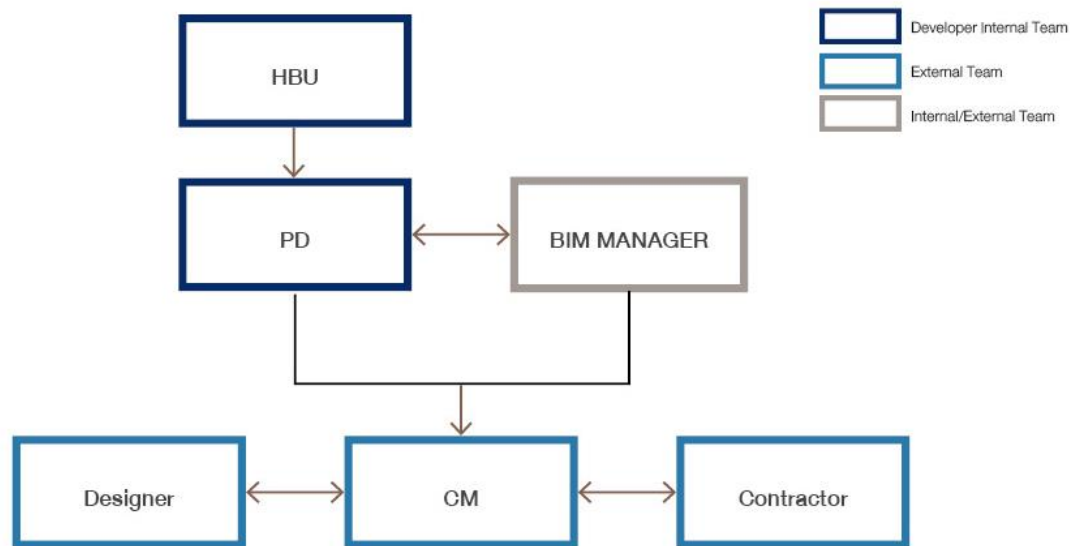 HBU
Developer Internal Team
External Team
Internal/External Team
PD
BIM MANAGER
Designer
CM
Contractor